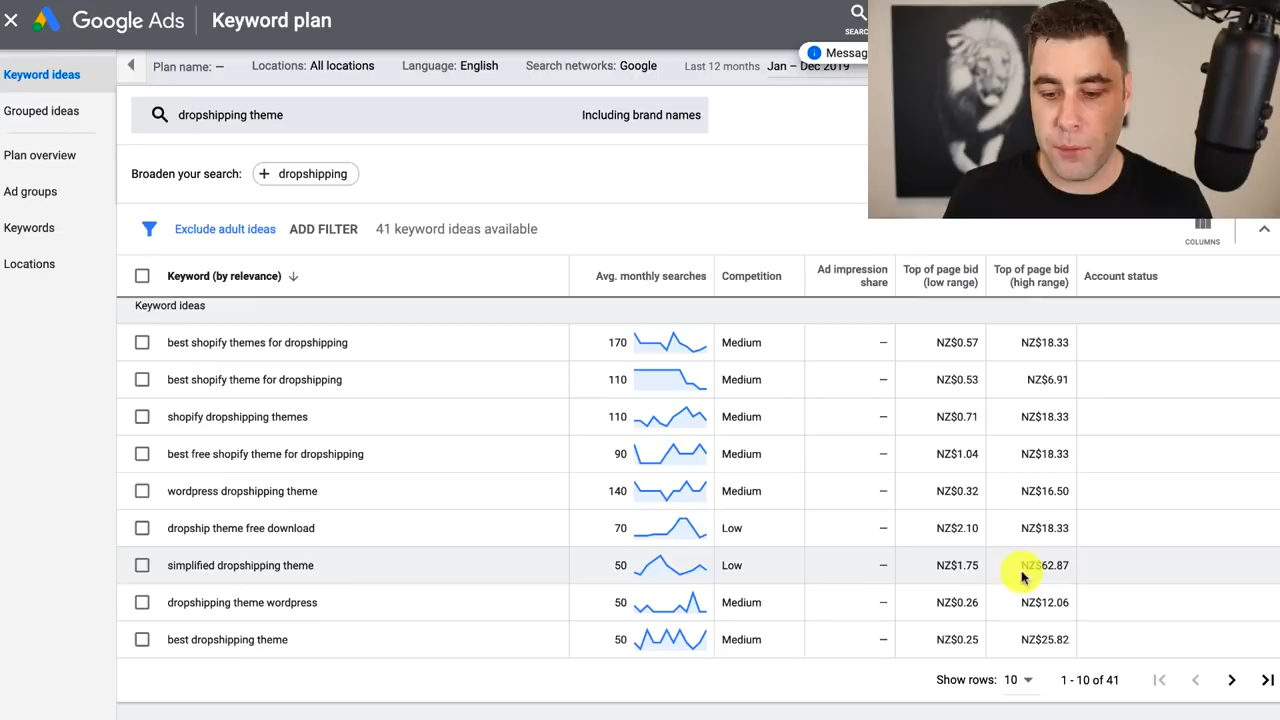 Google Ads
Keyword plan
SEARC
Messag
Keyword ideas
Grouped ideas
Plan overview
Ad groups
Keywords
Locations
Plan name: —
Locations: All locations
Language: English
Search networks: Google
Last 12 months
Jan – Dec 2019
dropshipping theme
Including brand names
Broaden your search:
dropshipping
Exclude adult ideas
ADD FILTER
41 keyword ideas available
COLUMNS
Keyword (by relevance)
Avg. monthly searches
Competition
Ad impression
share
Top of page bid
(low range)
Top of page bid
(high range)
Account status
Keyword ideas
best shopify themes for dropshipping 170 Medium — NZ$0.57 NZ$18.33
best shopify theme for dropshipping 110 Medium — NZ$0.53 NZ$6.91
shopify dropshipping themes 110 Medium — NZ$0.71 NZ$18.33
best free shopify theme for dropshipping 90 Medium — NZ$1.04 NZ$18.33
wordpress dropshipping theme 140 Medium — NZ$0.32 NZ$16.50
dropship theme free download 70 Low — NZ$2.10 NZ$18.33
simplified dropshipping theme 50 Low — NZ$1.75 NZ$62.87
dropshipping theme wordpress 50 Medium — NZ$0.26 NZ$12.06
best dropshipping theme 50 Medium — NZ$0.25 NZ$25.82
Show rows: 10
1 - 10 of 41